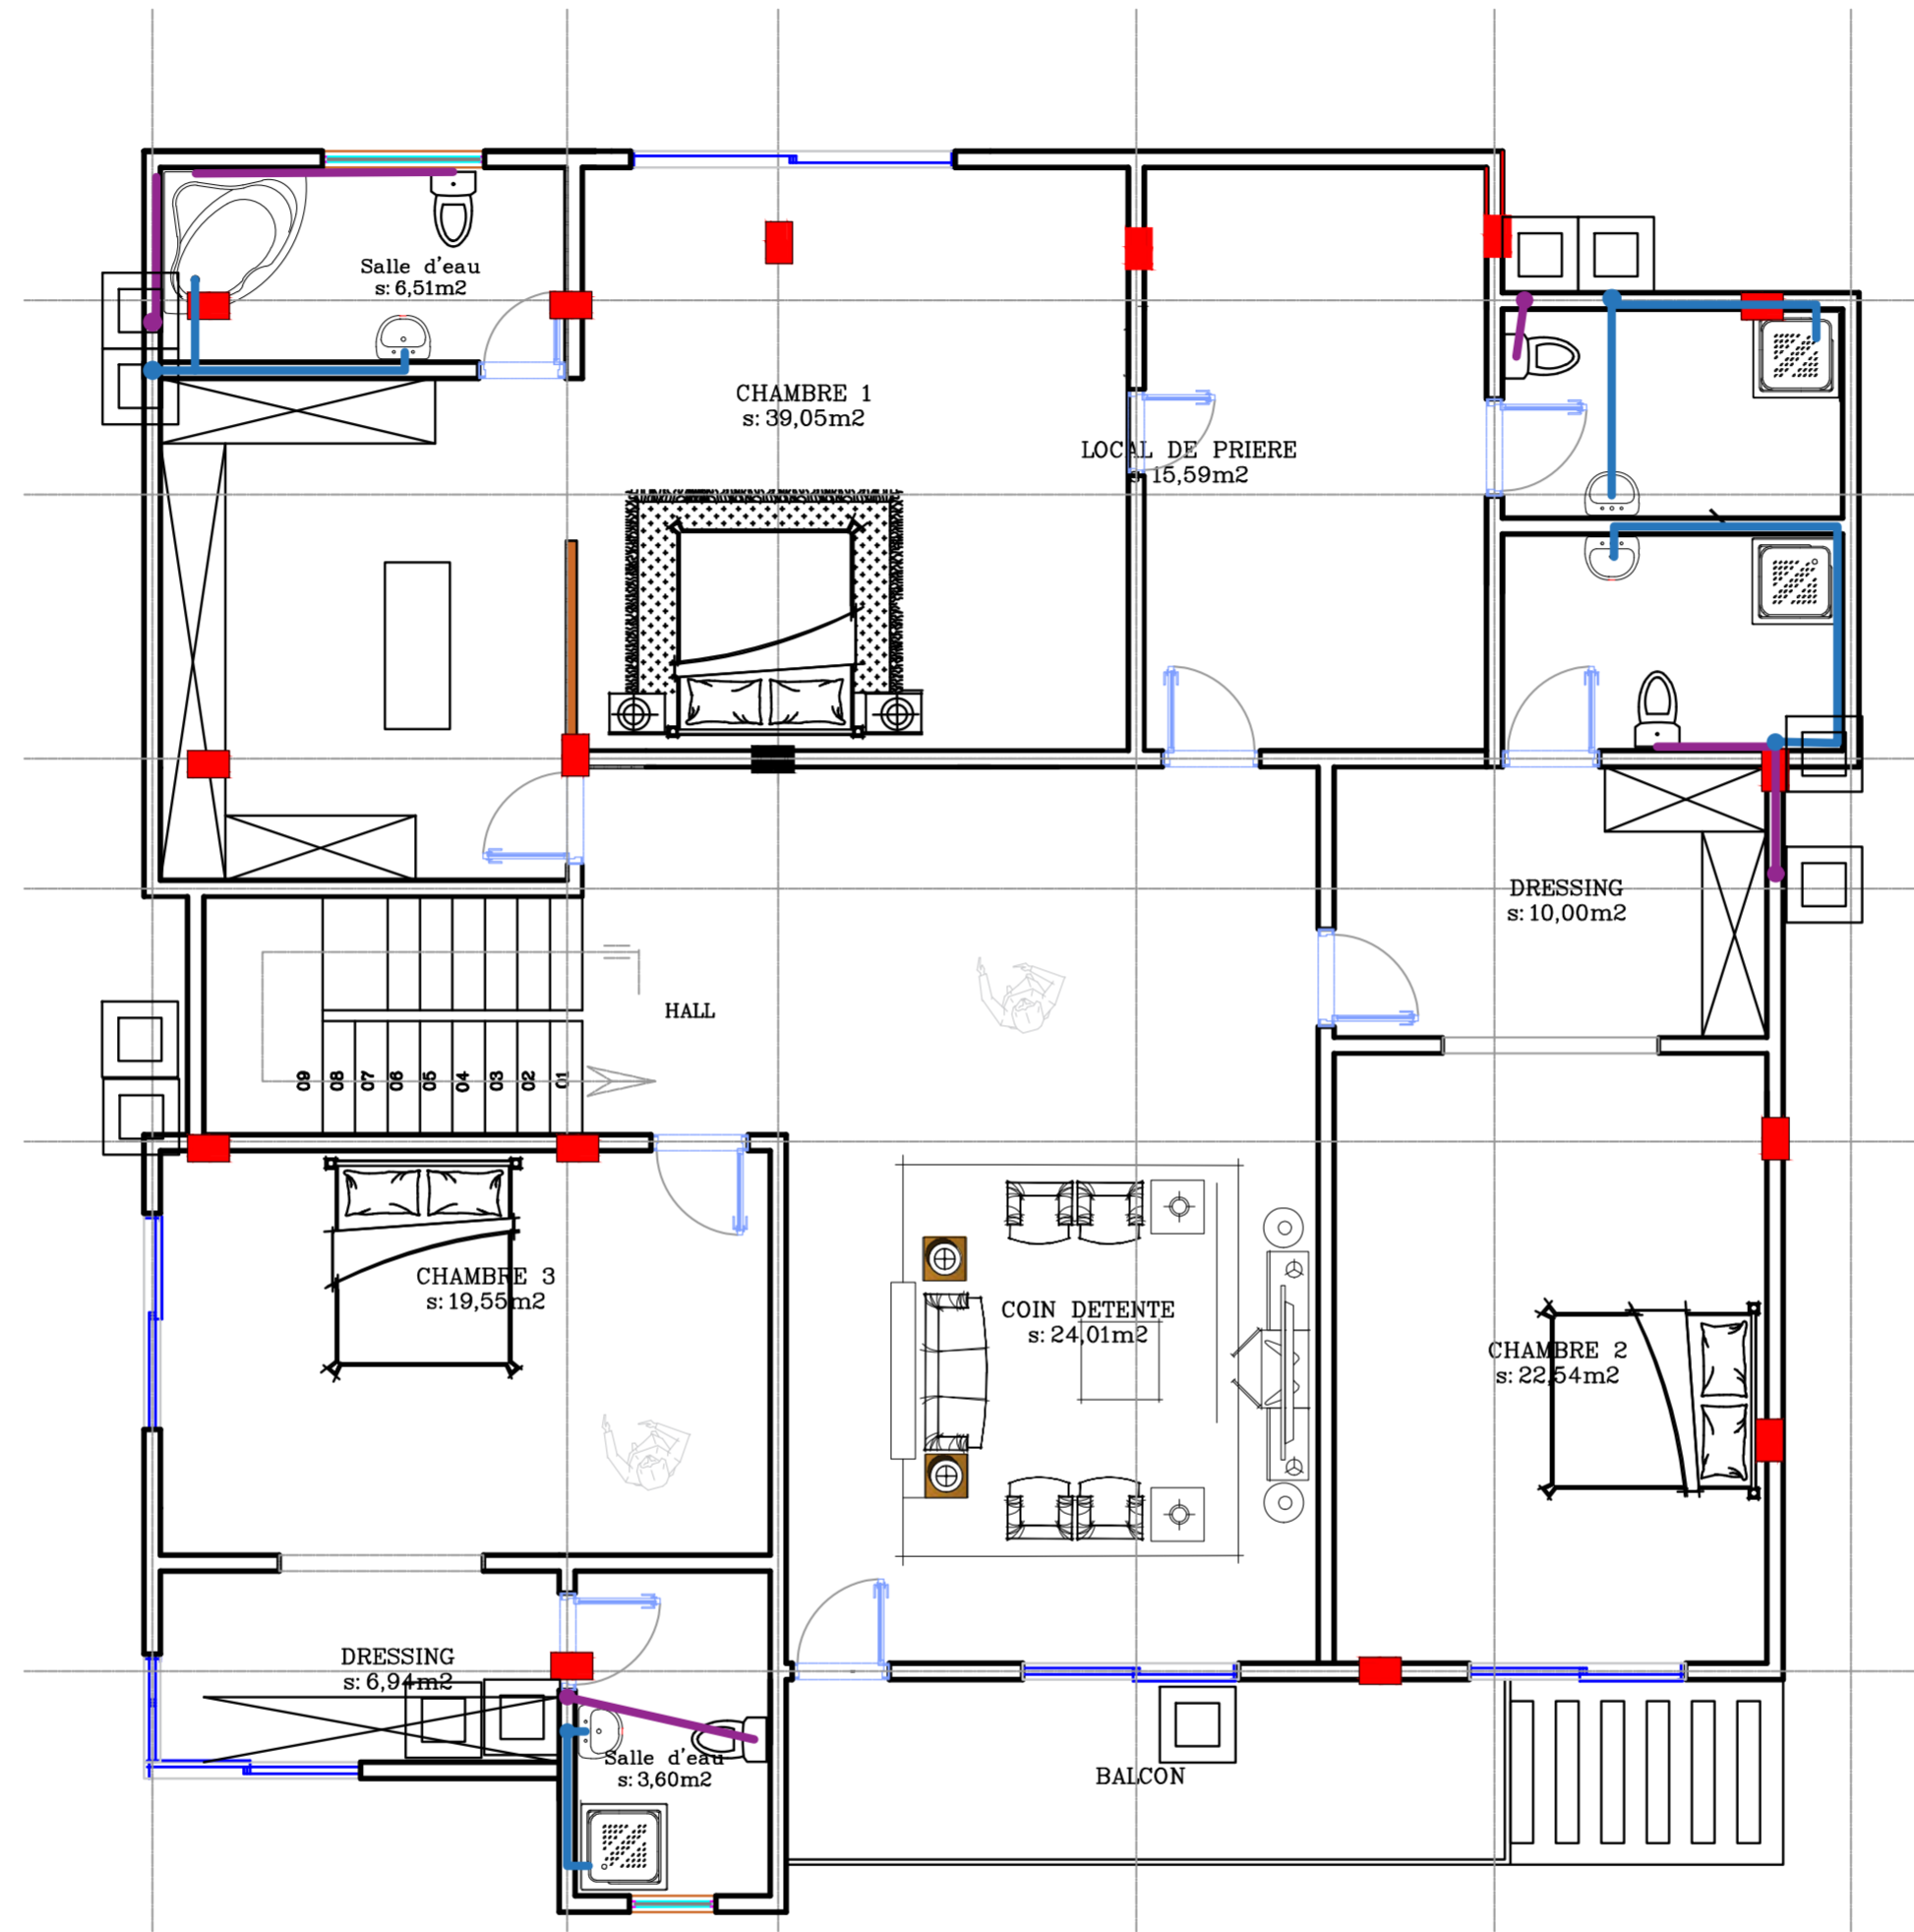 Salle d'eau
s: 6,51m2
CHAMBRE 1
s: 39,05m2
LOCAL DE PRIERE
15,59m2
DRESSING
s: 10,00m2
HALL
09 08 07 06 05 04 03 02 01
CHAMBRE 3
s: 19,55m2
COIN DETENTE
s: 24,01m2
CHAMBRE 2
s: 22,54m2
DRESSING
s: 6,94m2
Salle d'eau
s: 3,60m2
BALCON